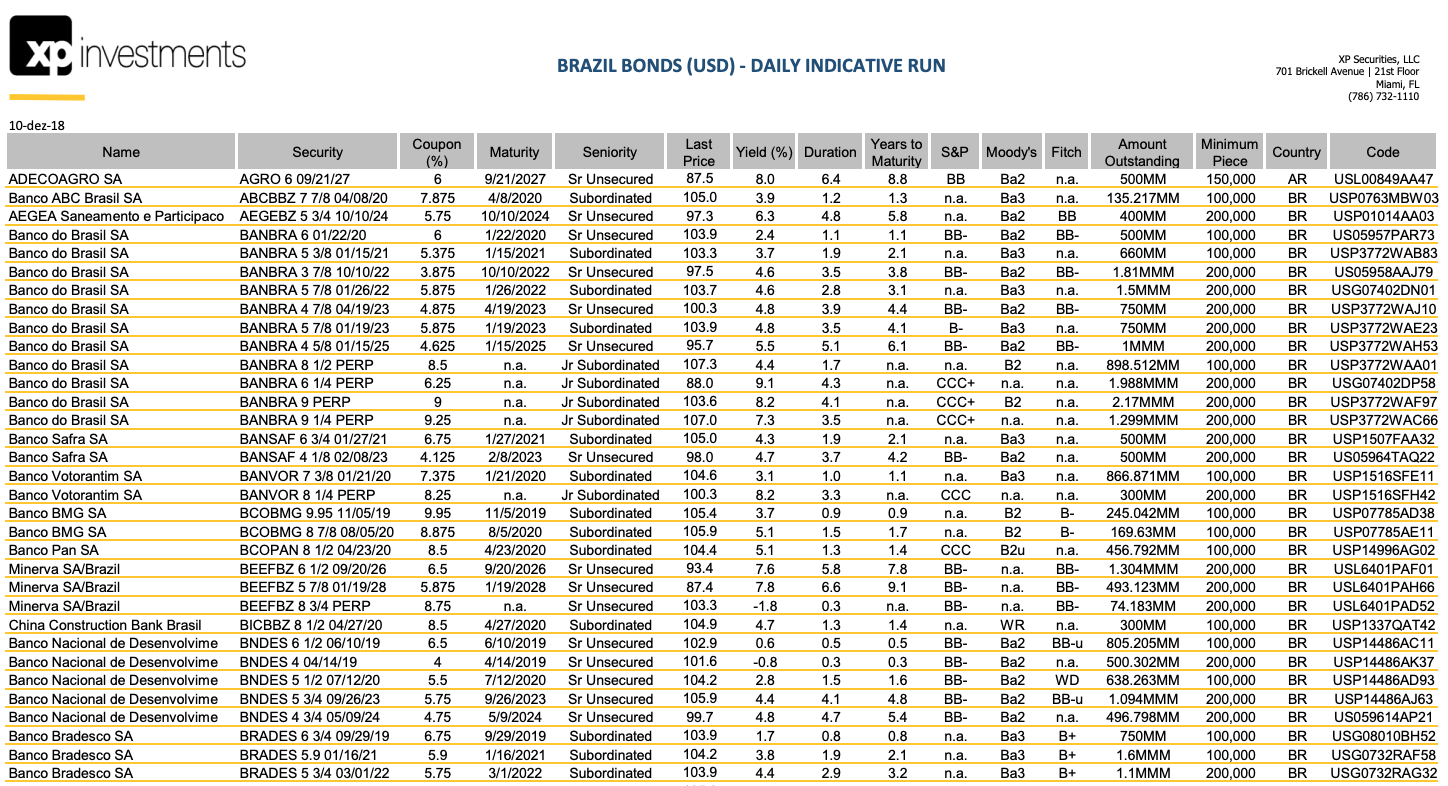 xp investments
BRAZIL BONDS (USD) - DAILY INDICATIVE RUN
XP Securities, LLC
701 Brickell Avenue | 21st Floor
Miami, FL
(786) 732-1110
10-dez-18
Name Security Coupon (%) Maturity Seniority Last Price Yield (%) Duration Years to Maturity S&P Moody's Fitch Amount Outstanding Minimum Piece Country Code
ADECOAGRO SA AGRO 6 09/21/27 6 9/21/2027 Sr Unsecured 87.5 8.0 6.4 8.8 BB Ba2 n.a. 500MM 150,000 AR USL00849AA47
Banco ABC Brasil SA ABCBBZ 7 7/8 04/08/20 7.875 4/8/2020 Subordinated 105.0 3.9 1.2 1.3 n.a. Ba3 n.a. 135.217MM 100,000 BR USP0763MBW03
AEGEA Saneamento e Participaco AEGEBZ 5 3/4 10/10/24 5.75 10/10/2024 Sr Unsecured 97.3 6.3 4.8 5.8 n.a. Ba2 BB 400MM 200,000 BR USP01014AA03
Banco do Brasil SA BANBRA 6 01/22/20 6 1/22/2020 Sr Unsecured 103.9 2.4 1.1 1.1 BB- Ba2 BB- 500MM 100,000 BR US05957PAR73
Banco do Brasil SA BANBRA 5 3/8 01/15/21 5.375 1/15/2021 Subordinated 103.3 3.7 1.9 2.1 n.a. Ba3 n.a. 660MM 100,000 BR USP3772WAB83
Banco do Brasil SA BANBRA 3 7/8 10/10/22 3.875 10/10/2022 Sr Unsecured 97.5 4.6 3.5 3.8 BB- Ba2 BB- 1.81MMM 200,000 BR US05958AAJ79
Banco do Brasil SA BANBRA 5 7/8 01/26/22 5.875 1/26/2022 Subordinated 103.7 4.6 2.8 3.1 n.a. Ba3 n.a. 1.5MMM 200,000 BR USG07402DN01
Banco do Brasil SA BANBRA 4 7/8 04/19/23 4.875 4/19/2023 Sr Unsecured 100.3 4.8 3.9 4.4 BB- Ba2 BB- 750MM 200,000 BR USP3772WAJ10
Banco do Brasil SA BANBRA 5 7/8 01/19/23 5.875 1/19/2023 Subordinated 103.9 4.8 3.5 4.1 B- Ba3 n.a. 750MM 200,000 BR USP3772WAE23
Banco do Brasil SA BANBRA 4 5/8 01/15/25 4.625 1/15/2025 Sr Unsecured 95.7 5.5 5.1 6.1 BB- Ba2 BB- 1MMM 200,000 BR USP3772WAH53
Banco do Brasil SA BANBRA 8 1/2 PERP 8.5 n.a. Jr Subordinated 107.3 4.4 1.7 n.a. n.a. B2 n.a. 898.512MM 100,000 BR USP3772WAA01
Banco do Brasil SA BANBRA 6 1/4 PERP 6.25 n.a. Jr Subordinated 88.0 9.1 4.3 n.a. CCC+ n.a. n.a. 1.988MMM 200,000 BR USG07402DP58
Banco do Brasil SA BANBRA 9 PERP 9 n.a. Jr Subordinated 103.6 8.2 4.1 n.a. CCC+ B2 n.a. 2.17MMM 200,000 BR USP3772WAF97
Banco do Brasil SA BANBRA 9 1/4 PERP 9.25 n.a. Jr Subordinated 107.0 7.3 3.5 n.a. CCC+ n.a. n.a. 1.299MMM 200,000 BR USP3772WAC66
Banco Safra SA BANSAF 6 3/4 01/27/21 6.75 1/27/2021 Subordinated 105.0 4.3 1.9 2.1 n.a. Ba3 n.a. 500MM 100,000 BR USP1507FAA32
Banco Safra SA BANSAF 4 1/8 02/08/23 4.125 2/8/2023 Sr Unsecured 98.0 4.7 3.7 4.2 BB- Ba2 n.a. 500MM 200,000 BR US05964TAQ22
Banco Votorantim SA BANVOR 7 3/8 01/21/20 7.375 1/21/2020 Subordinated 104.6 3.1 1.0 1.1 n.a. Ba3 n.a. 866.871MM 100,000 BR USP1516SFE11
Banco Votorantim SA BANVOR 8 1/4 PERP 8.25 n.a. Jr Subordinated 100.3 8.2 3.3 n.a. CCC n.a. n.a. 300MM 200,000 BR USP1516SFH42
Banco BMG SA BCOBMG 9.95 11/05/19 9.95 11/5/2019 Subordinated 105.4 3.7 0.9 0.9 n.a. B2 B- 245.042MM 100,000 BR USP07785AD38
Banco BMG SA BCOBMG 8 7/8 08/05/20 8.875 8/5/2020 Subordinated 105.9 5.1 1.5 1.7 n.a. B2 B- 169.63MM 100,000 BR USP07785AE11
Banco Pan SA BCOPAN 8 1/2 04/23/20 8.5 4/23/2020 Subordinated 104.4 5.1 1.3 1.4 CCC B2u n.a. 456.792MM 100,000 BR USP14996AG02
Minerva SA/Brazil BEEFBZ 6 1/2 09/20/26 6.5 9/20/2026 Sr Unsecured 93.4 7.6 5.8 7.8 BB- n.a. BB- 1.304MMM 200,000 BR USL6401PAF01
Minerva SA/Brazil BEEFBZ 5 7/8 01/19/28 5.875 1/19/2028 Sr Unsecured 87.4 7.8 6.6 9.1 BB- n.a. BB- 493.123MM 200,000 BR USL6401PAH66
Minerva SA/Brazil BEEFBZ 8 3/4 PERP 8.75 n.a. Sr Unsecured 103.3 -1.8 0.3 n.a. BB- n.a. BB- 74.183MM 200,000 BR USL6401PAD52
China Construction Bank Brasil BICBBZ 8 1/2 04/27/20 8.5 4/27/2020 Subordinated 104.9 4.7 1.3 1.4 n.a. WR n.a. 300MM 100,000 BR USP1337QAT42
Banco Nacional de Desenvolvime BNDES 6 1/2 06/10/19 6.5 6/10/2019 Sr Unsecured 102.9 0.6 0.5 0.5 BB- Ba2 BB-u 805.205MM 100,000 BR USP14486AC11
Banco Nacional de Desenvolvime BNDES 4 04/14/19 4 4/14/2019 Sr Unsecured 101.6 -0.8 0.3 0.3 BB- Ba2 n.a. 500.302MM 200,000 BR USP14486AK37
Banco Nacional de Desenvolvime BNDES 5 1/2 07/12/20 5.5 7/12/2020 Sr Unsecured 104.2 2.8 1.5 1.6 BB- Ba2 WD 638.263MM 100,000 BR USP14486AD93
Banco Nacional de Desenvolvime BNDES 5 3/4 09/26/23 5.75 9/26/2023 Sr Unsecured 105.9 4.4 4.1 4.8 BB- Ba2 BB-u 1.094MMM 200,000 BR USP14486AJ63
Banco Nacional de Desenvolvime BNDES 4 3/4 05/09/24 4.75 5/9/2024 Sr Unsecured 99.7 4.8 4.7 5.4 BB- Ba2 n.a. 496.798MM 200,000 BR US059614AP21
Banco Bradesco SA BRADES 6 3/4 09/29/19 6.75 9/29/2019 Subordinated 103.9 1.7 0.8 0.8 n.a. Ba3 B+ 750MM 100,000 BR USG08010BH52
Banco Bradesco SA BRADES 5.9 01/16/21 5.9 1/16/2021 Subordinated 104.2 3.8 1.9 2.1 n.a. Ba3 B+ 1.6MMM 100,000 BR USG0732RAF58
Banco Bradesco SA BRADES 5 3/4 03/01/22 5.75 3/1/2022 Subordinated 103.9 4.4 2.9 3.2 n.a. Ba3 B+ 1.1MMM 200,000 BR USG0732RAG32